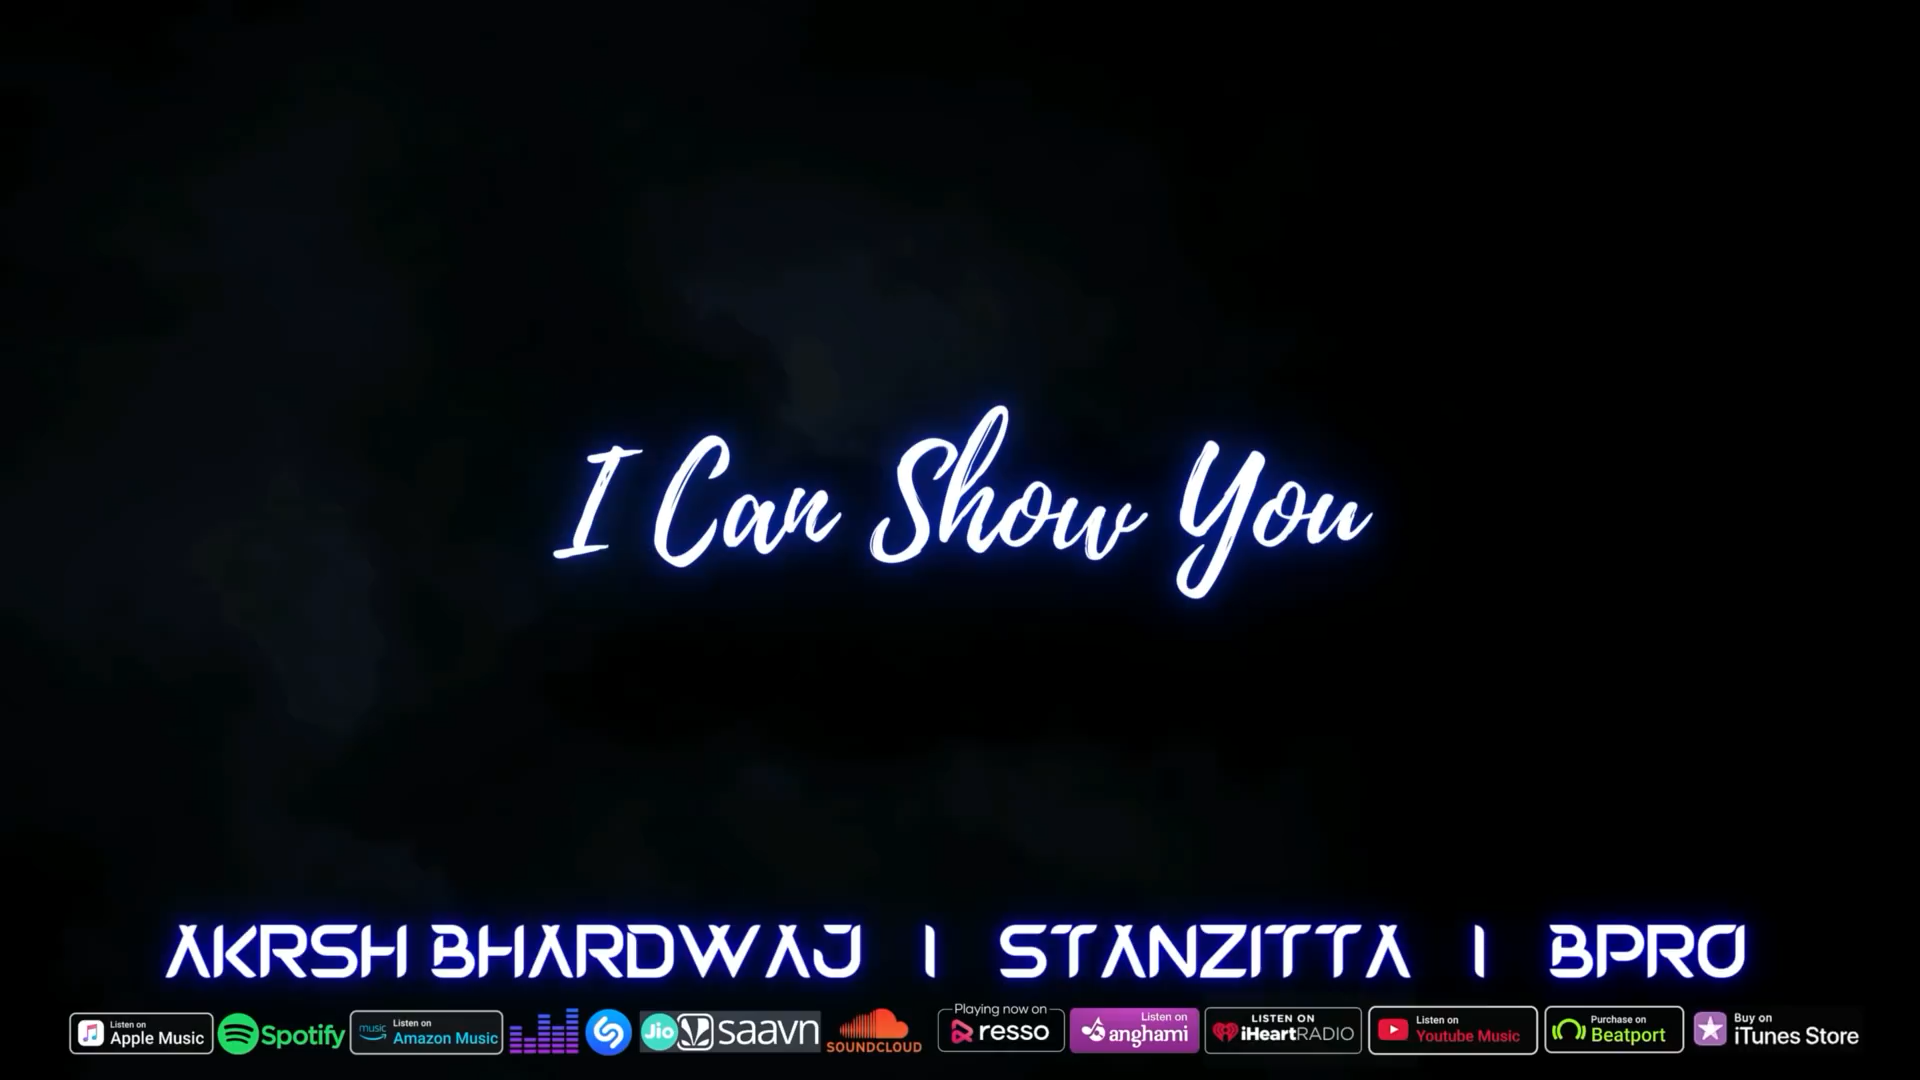 I Can Show You
AKRSH BHARDWAJ | STANZITTA | BPRO
Listen on
Apple Music
Spotify
music
Listen on
Amazon Music
Jio saavn
SOUNDCLOUD
Playing now on
resso
Listen on
anghami
LISTEN ON
iHeartRADIO
Listen on
Youtube Music
Purchase on
Beatport
Buy on
iTunes Store